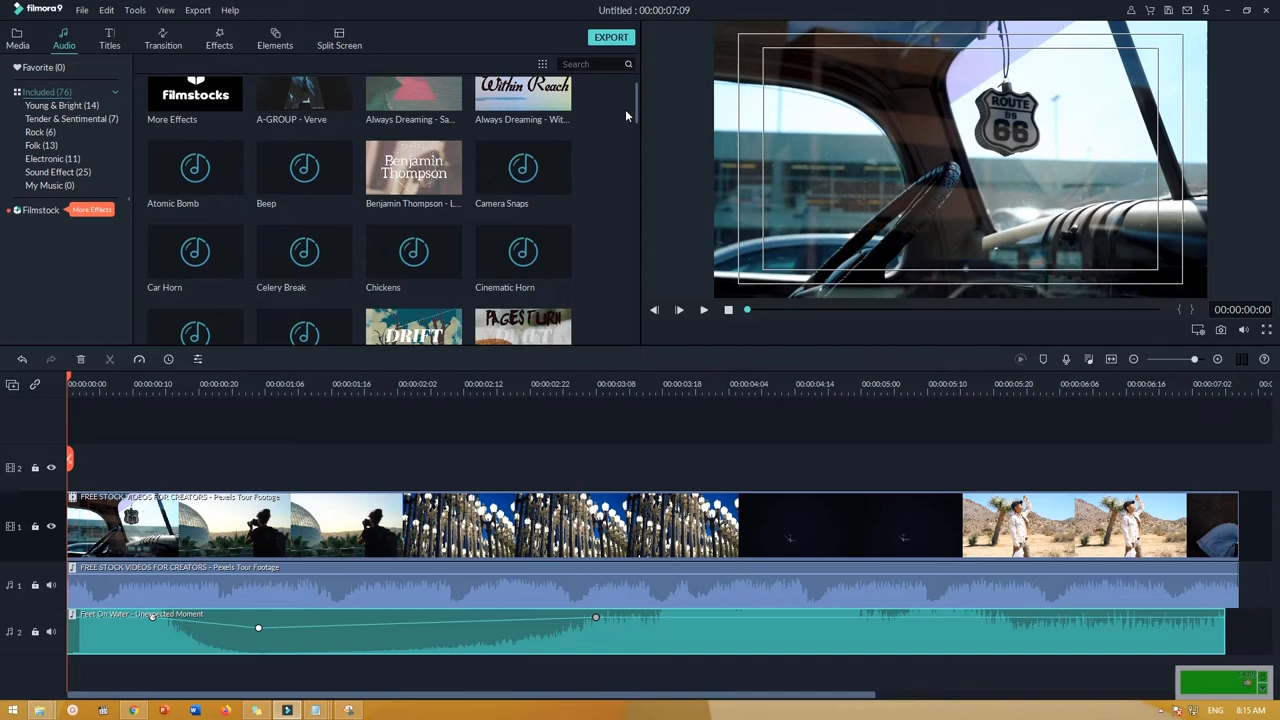 filmora9
File Edit Tools View Export Help
Untitled : 00:00:07:09
Media
Audio
Titles
Transition
Effects
Elements
Split Screen
EXPORT
Favorite (0)
Included (76)
Young & Bright (14)
Tender & Sentimental (7)
Rock (6)
Folk (13)
Electronic (11)
Sound Effect (25)
My Music (0)
Filmstock
More Effects
Search
filmstocks
Within Reach
More Effects
A-GROUP - Verve
Always Dreaming - Sa...
Always Dreaming - Wit...
Benjamin
Thompson
Atomic Bomb
Beep
Benjamin Thompson - L...
Camera Snaps
Car Horn
Celery Break
Chickens
Cinematic Horn
DRIFT
PAGES TURN
ROUTE
66
00:00:00:00
00:00:00:00 00:00:00:10 00:00:00:20 00:00:01:06 00:00:01:16 00:00:02:02 00:00:02:12 00:00:02:22 00:00:03:08 00:00:03:18 00:00:04:04 00:00:04:14 00:00:05:00 00:00:05:10 00:00:05:20 00:00:06:06 00:00:06:16 00:00:07:02
2
FREE STOCK VIDEOS FOR CREATORS - Pexels Tour Footage
1
FREE STOCK VIDEOS FOR CREATORS - Pexels Tour Footage
1
Feet On Water - Unexpected Moment
2
ENG
8:15 AM